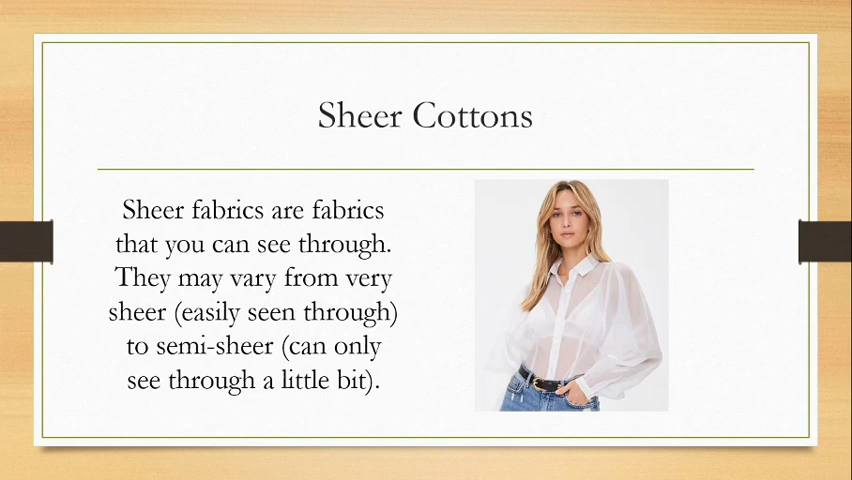 Sheer Cottons
Sheer fabrics are fabrics
that you can see through.
They may vary from very
sheer (easily seen through)
to semi-sheer (can only
see through a little bit).